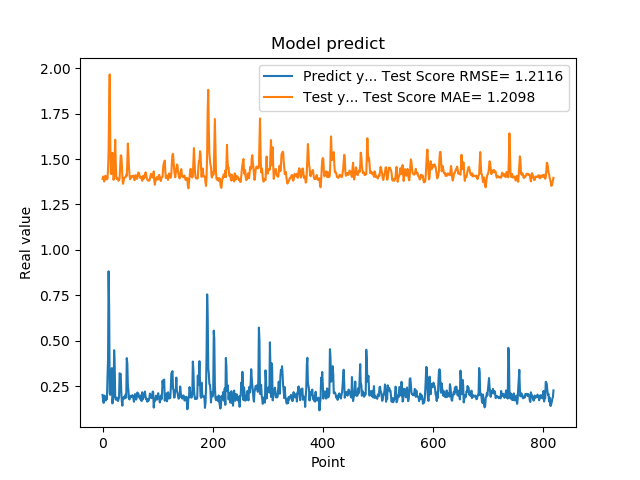 Model predict
Predict y... Test Score RMSE= 1.2116
Test y... Test Score MAE= 1.2098
2.00
1.75
1.50
1.25
1.00
0.75
0.50
0.25
Real value
0 200 400 600 800
Point